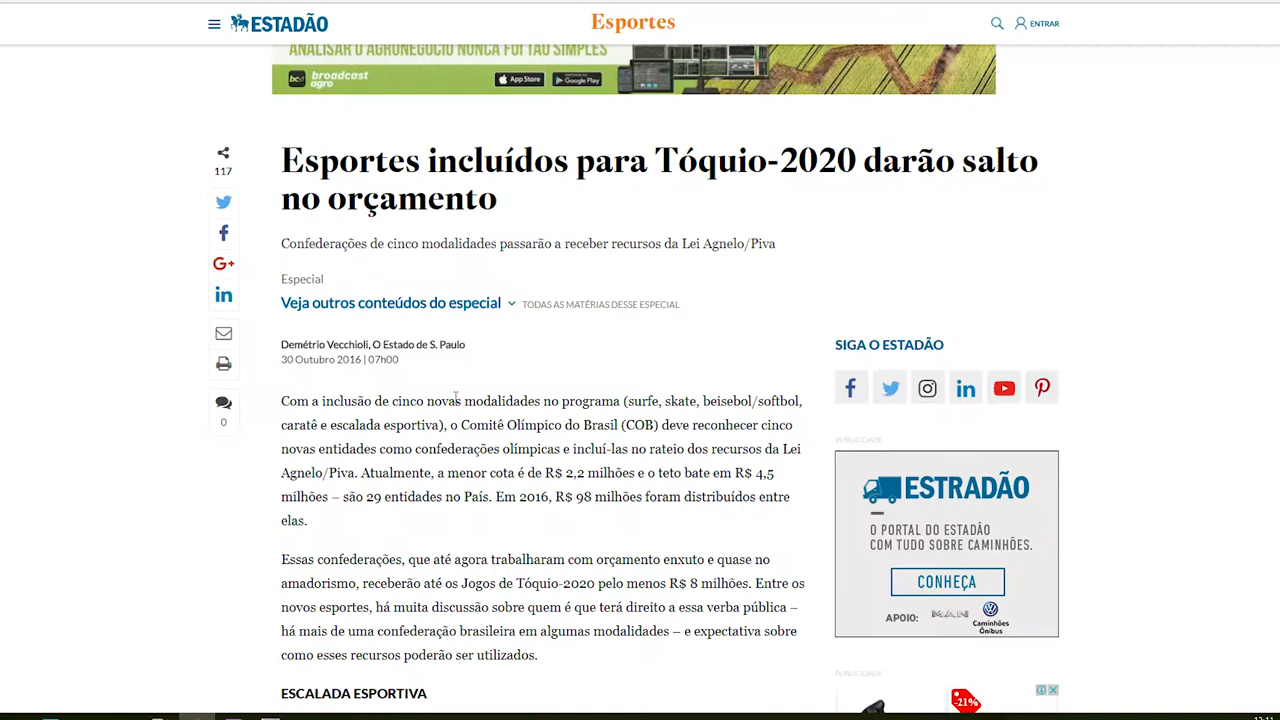 ESTADÃO
Esportes
ENTRAR
ANALISAR O AGRONEGÓCIO NUNCA FOI TÃO SIMPLES
broadcast
agro
App Store
Google Play
117
Esportes incluídos para Tóquio-2020 darão salto
no orçamento
Confederações de cinco modalidades passarão a receber recursos da Lei Agnelo/Piva
Especial
Veja outros conteúdos do especial
TODAS AS MATÉRIAS DESSE ESPECIAL
Demétrio Vecchioli, O Estado de S. Paulo
30 Outubro 2016 | 07h00
0
Com a inclusão de cinco novas modalidades no programa (surfe, skate, beisebol/softbol,
caratê e escalada esportiva), o Comitê Olímpico do Brasil (COB) deve reconhecer cinco
novas entidades como confederações olímpicas e incluí-las no rateio dos recursos da Lei
Agnelo/Piva. Atualmente, a menor cota é de R$ 2,2 milhões e o teto bate em R$ 4,5
milhões – são 29 entidades no País. Em 2016, R$ 98 milhões foram distribuídos entre
elas.
Essas confederações, que até agora trabalharam com orçamento enxuto e quase no
amadorismo, receberão até os Jogos de Tóquio-2020 pelo menos R$ 8 milhões. Entre os
novos esportes, há muita discussão sobre quem é que terá direito a essa verba pública –
há mais de uma confederação brasileira em algumas modalidades – e expectativa sobre
como esses recursos poderão ser utilizados.
ESCALADA ESPORTIVA
SIGA O ESTADÃO
PUBLICIDADE
ESTRADÃO
O PORTAL DO ESTADÃO
COM TUDO SOBRE CAMINHÕES.
CONHEÇA
APOIO:
MAN
Caminhões
Ônibus
PUBLICIDADE
-21%